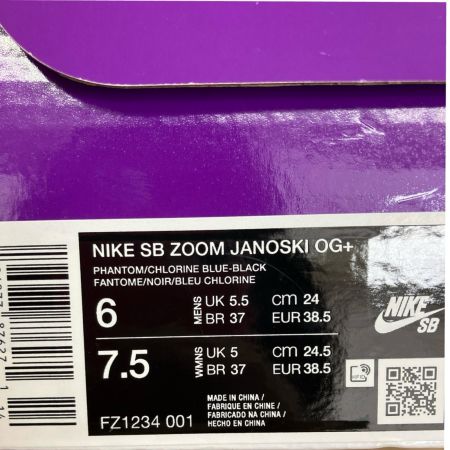 NIKE SB ZOOM JANOSKI OG+
PHANTOM/CHLORINE BLUE-BLACK
FANTOME/NOIR/BLEU CHLORINE
6 MENS UK 5.5 cm 24
BR 37 EUR 38.5
7.5 WMNS UK 5 cm 24.5
BR 37 EUR 38.5
FZ1234 001
MADE IN CHINA /
FABRIQUE EN CHINE /
FABRICADO NA CHINA /
HECHO EN CHINA
NIKE
SB